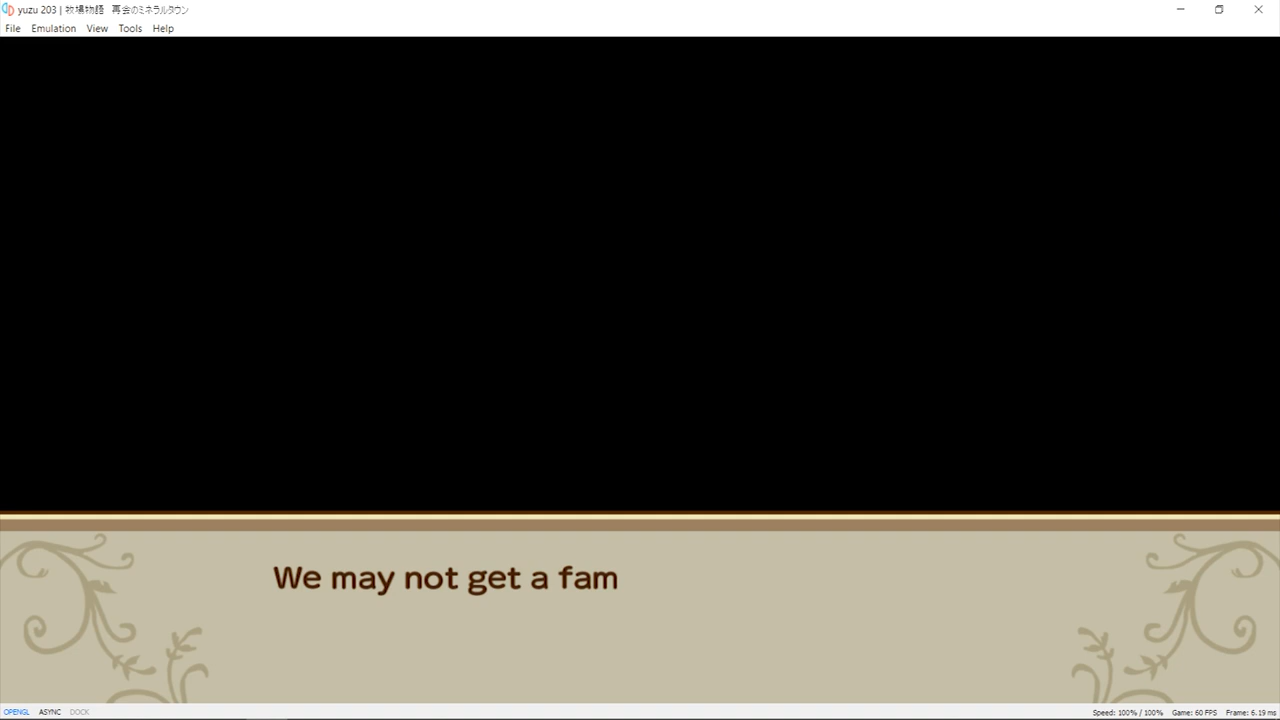 yuzu 203 | 牧場物語 再会のミネラルタウン
File Emulation View Tools Help
We may not get a fam
OPENGL ASYNC DOCK Speed: 100% / 100% Game: 60 FPS Frame: 6.19 ms